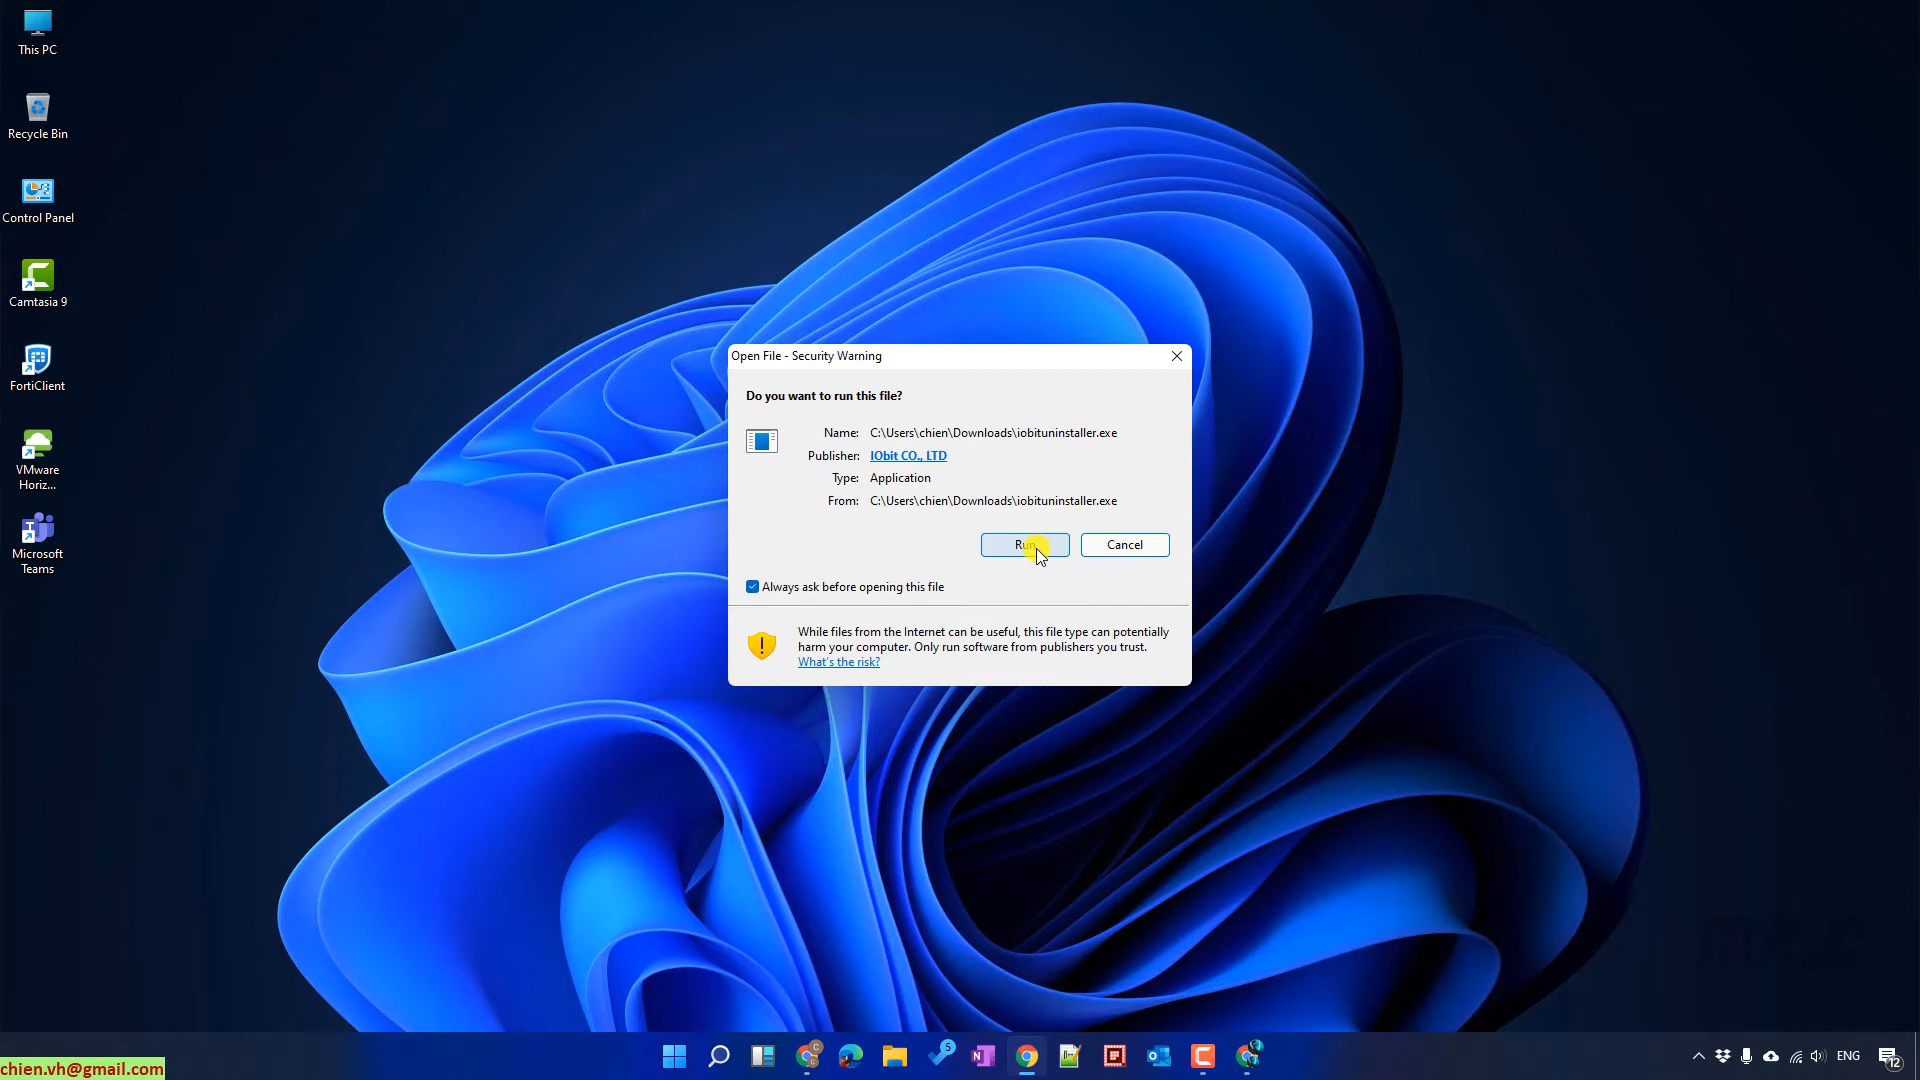 This PC
Recycle Bin
Control Panel
Camtasia 9
FortiClient
VMware
Horiz...
Microsoft
Teams
Open File - Security Warning
Do you want to run this file?
Name: C:\Users\chien\Downloads\iobituninstaller.exe
Publisher: IObit CO., LTD
Type: Application
From: C:\Users\chien\Downloads\iobituninstaller.exe
Run Cancel
Always ask before opening this file
While files from the Internet can be useful, this file type can potentially
harm your computer. Only run software from publishers you trust.
What's the risk?
chien.vh@gmail.com
C
5
N
ENG
12